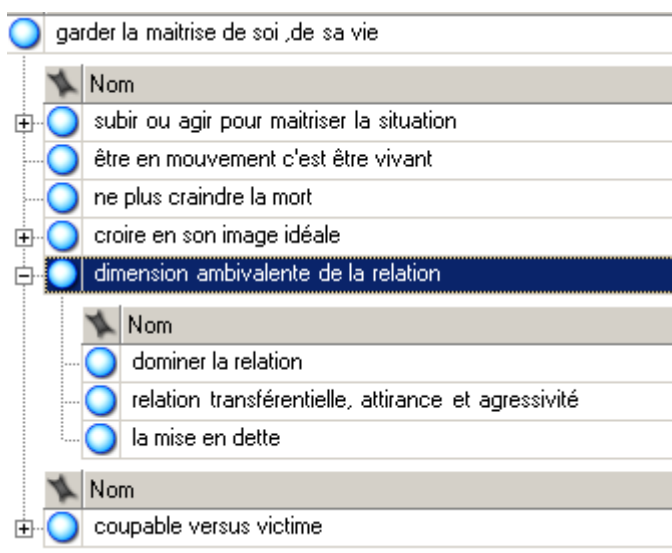 garder la maitrise de soi ,de sa vie
Nom
subir ou agir pour maitriser la situation
être en mouvement c'est être vivant
ne plus craindre la mort
croire en son image idéale
dimension ambivalente de la relation
Nom
dominer la relation
relation transférentielle, attirance et agressivité
la mise en dette
Nom
coupable versus victime